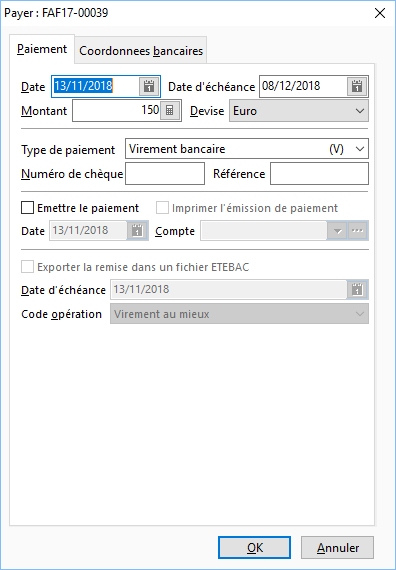 Payer : FAF17-00039
Paiement Coordonnees bancaires
Date 13/11/2018 Date d'échéance 08/12/2018
Montant 150 Devise Euro
Type de paiement Virement bancaire (V)
Numéro de chèque Référence
Emettre le paiement Imprimer l'émission de paiement
Date 13/11/2018 Compte
Exporter la remise dans un fichier ETEBAC
Date d'échéance 13/11/2018
Code opération Virement au mieux
OK Annuler